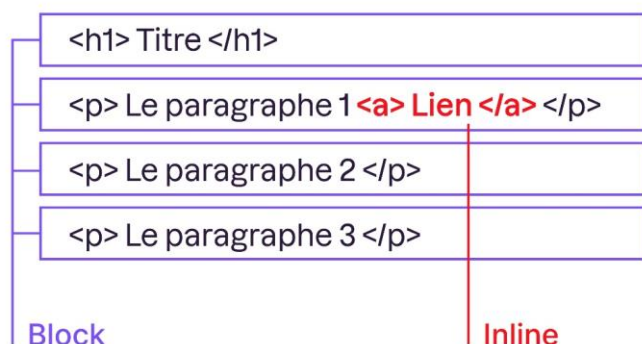 <h1> Titre </h1>
<p> Le paragraphe 1 <a> Lien </a> </p>
<p> Le paragraphe 2 </p>
<p> Le paragraphe 3 </p>
Block
Inline